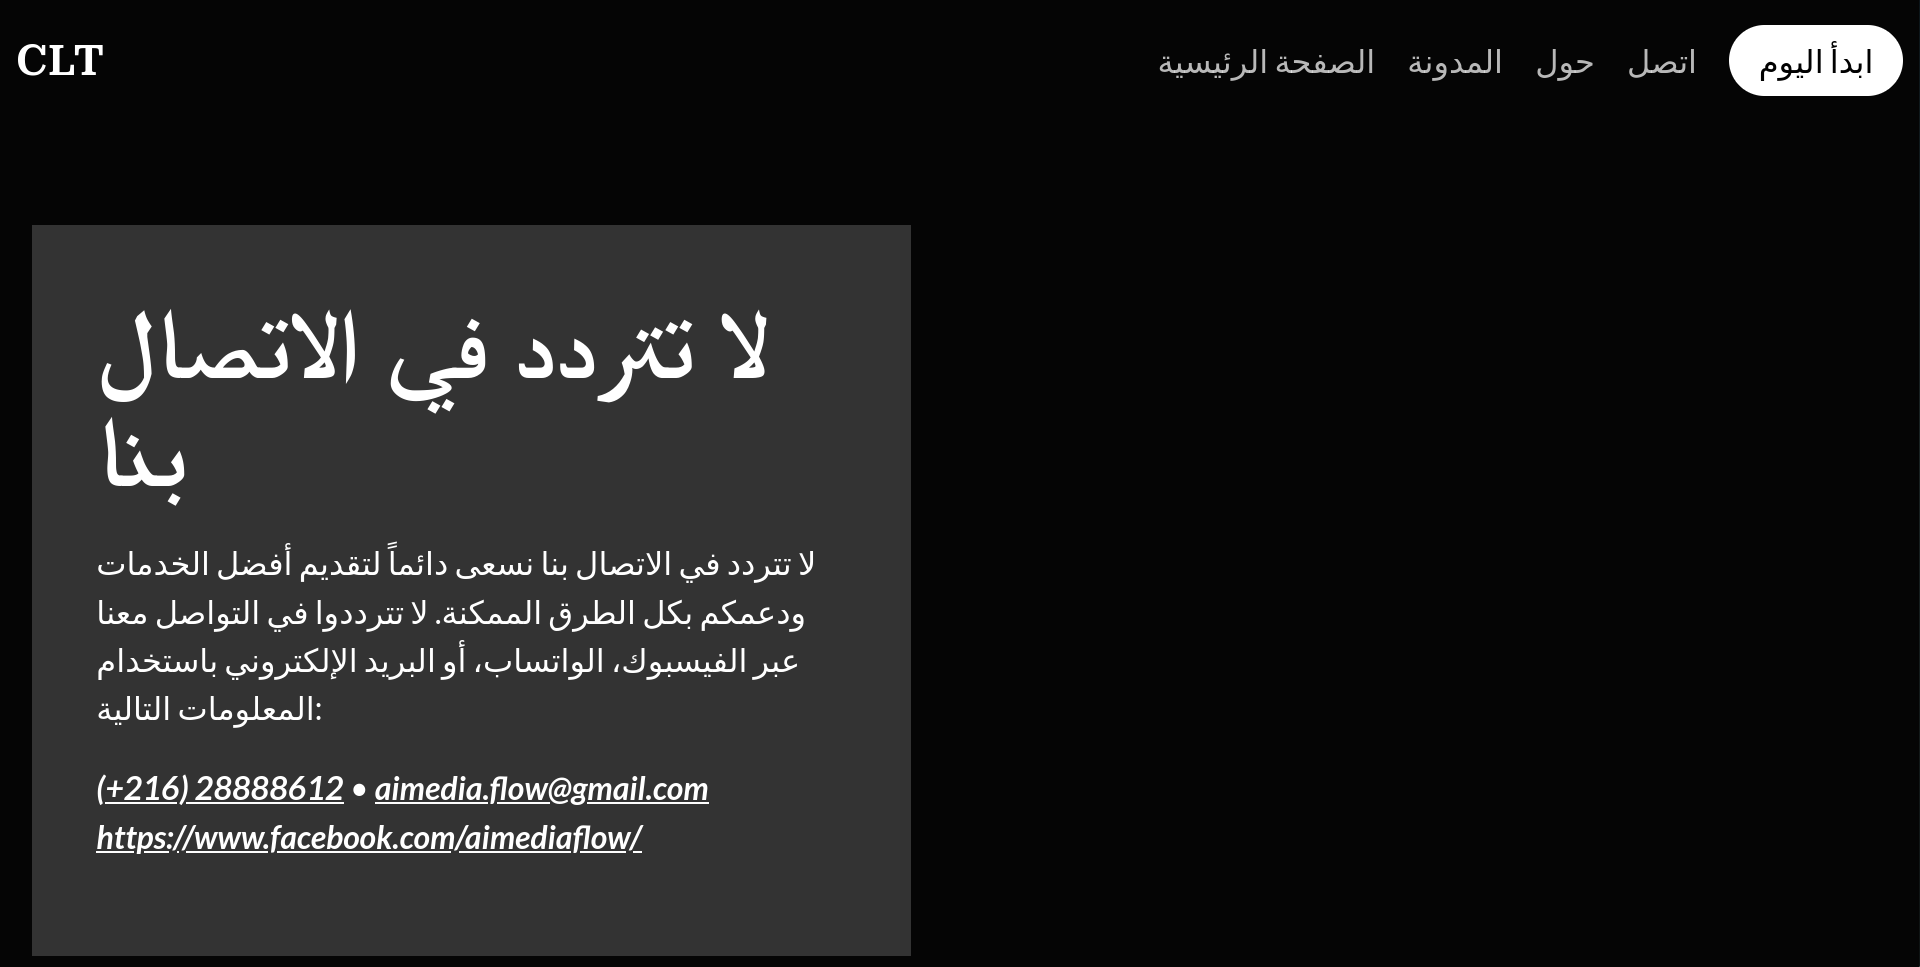 CLT
الصفحة الرئيسية
المدونة
حول
اتصل
ابدأ اليوم
لا تتردد في الاتصال
بنا
لا تتردد في الاتصال بنا نسعى دائماً لتقديم أفضل الخدمات
ودعمكم بكل الطرق الممكنة. لا تترددوا في التواصل معنا
عبر الفيسبوك، الواتساب، أو البريد الإلكتروني باستخدام
المعلومات التالية:
(+216) 28888612 • aimedia.flow@gmail.com
https://www.facebook.com/aimediaflow/